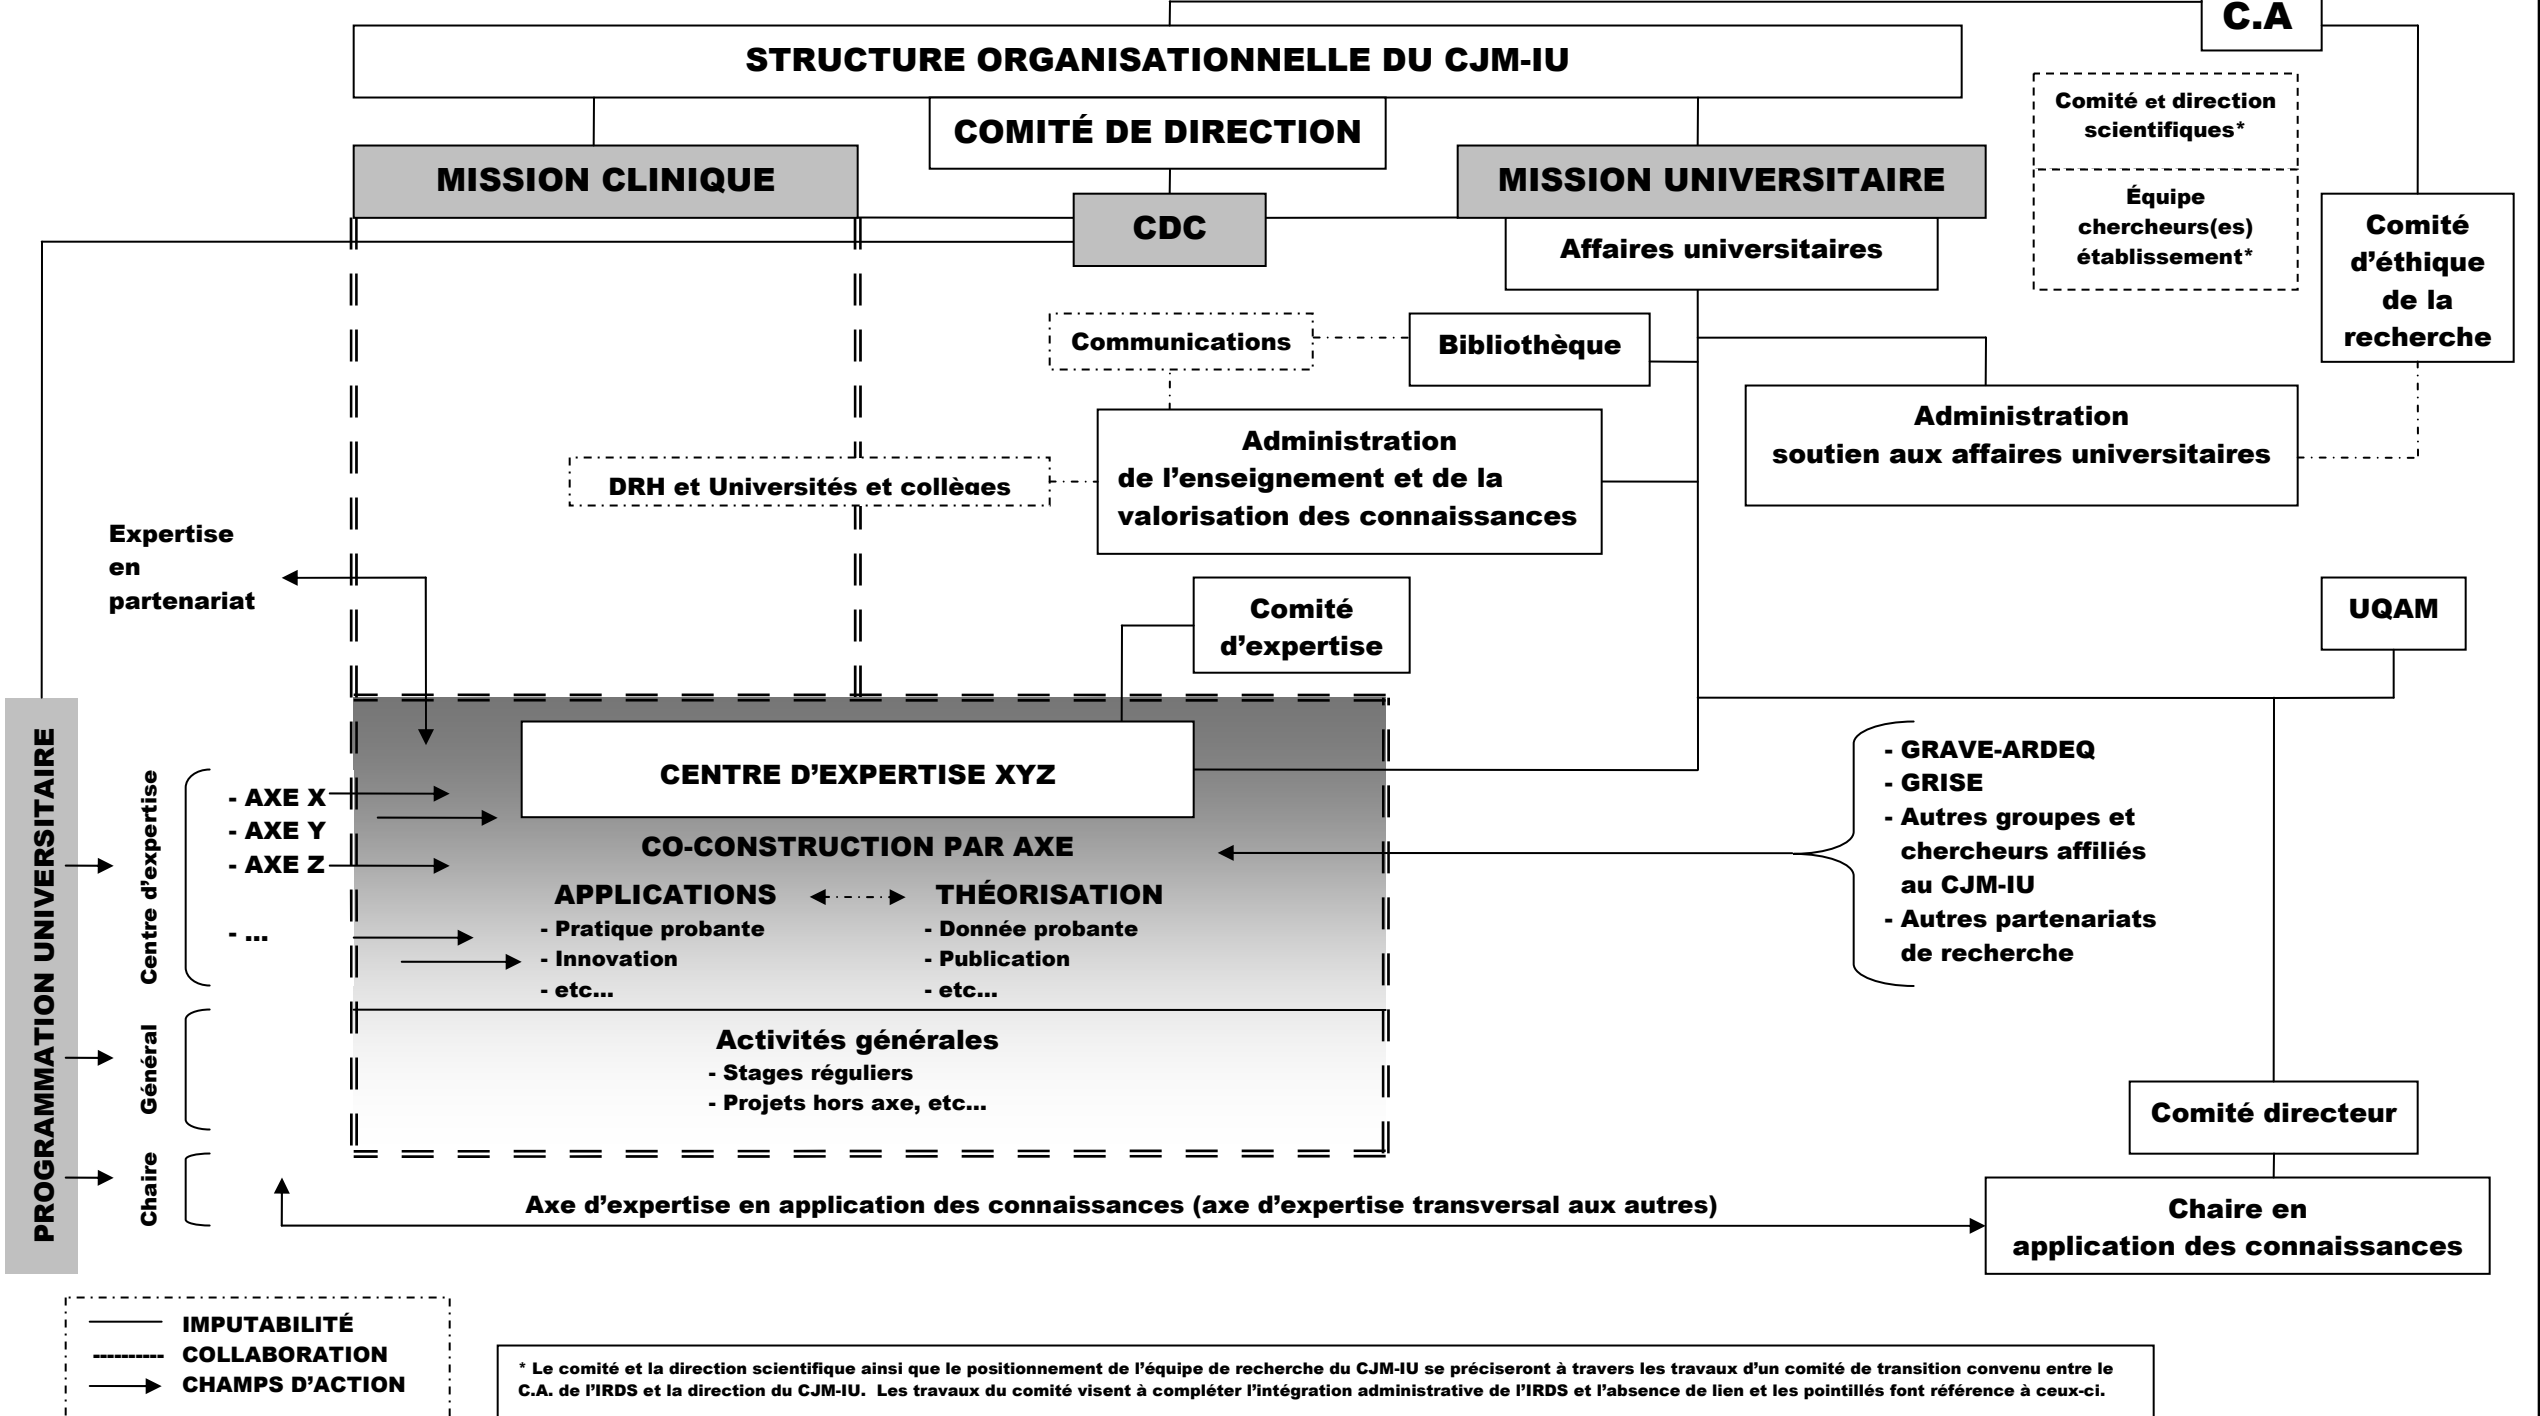 C.A
STRUCTURE ORGANISATIONNELLE DU CJM-IU
COMITÉ DE DIRECTION
MISSION CLINIQUE
MISSION UNIVERSITAIRE
CDC
Affaires universitaires
Comité et direction
scientifiques*
Équipe
chercheurs(es)
établissement*
Comité
d’éthique
de la
recherche
Communications
Bibliothèque
Administration
de l’enseignement et de la
valorisation des connaissances
Administration
soutien aux affaires universitaires
DRH et Universités et collèges
Expertise
en
partenariat
Comité
d’expertise
UQAM
PROGRAMMATION UNIVERSITAIRE
Centre d’expertise
- AXE X
- AXE Y
- AXE Z
- ...
CENTRE D’EXPERTISE XYZ
CO-CONSTRUCTION PAR AXE
APPLICATIONS
- Pratique probante
- Innovation
- etc...
THÉORISATION
- Donnée probante
- Publication
- etc...
- GRAVE-ARDEQ
- GRISE
- Autres groupes et
chercheurs affiliés
au CJM-IU
- Autres partenariats
de recherche
Général
Activités générales
- Stages réguliers
- Projets hors axe, etc...
Chaire
Comité directeur
Axe d’expertise en application des connaissances (axe d’expertise transversal aux autres)
Chaire en
application des connaissances
IMPUTABILITÉ
COLLABORATION
CHAMPS D’ACTION
* Le comité et la direction scientifique ainsi que le positionnement de l’équipe de recherche du CJM-IU se préciseront à travers les travaux d’un comité de transition convenu entre le
C.A. de l’IRDS et la direction du CJM-IU. Les travaux du comité visent à compléter l’intégration administrative de l’IRDS et l’absence de lien et les pointillés font référence à ceux-ci.